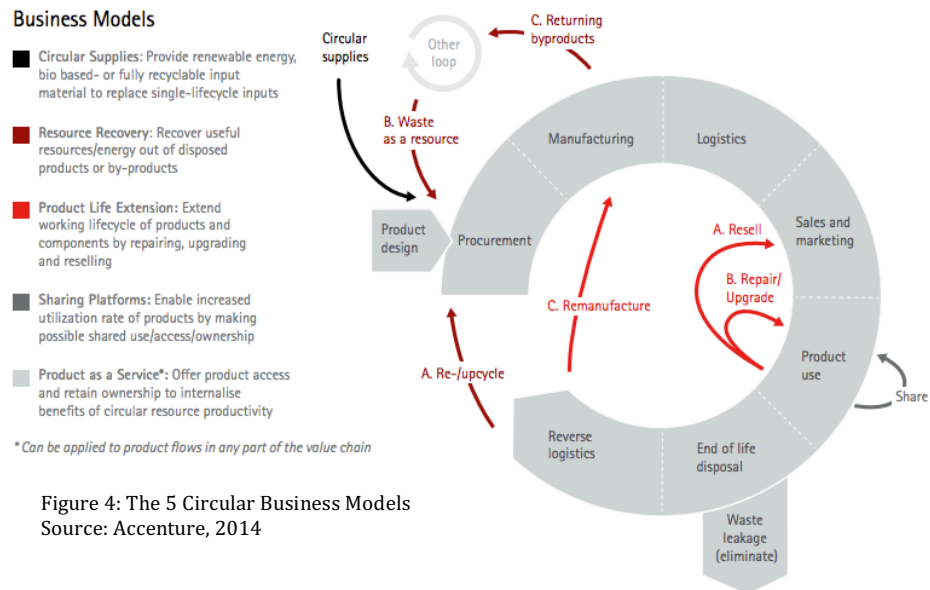 Business Models
Circular Supplies: Provide renewable energy,
bio based- or fully recyclable input
material to replace single-lifecycle inputs
Resource Recovery: Recover useful
resources/energy out of disposed
products or by-products
Product Life Extension: Extend
working lifecycle of products and
components by repairing, upgrading
and reselling
Sharing Platforms: Enable increased
utilization rate of products by making
possible shared use/access/ownership
Product as a Service*: Offer product access
and retain ownership to internalise
benefits of circular resource productivity
* Can be applied to product flows in any part of the value chain
Figure 4: The 5 Circular Business Models
Source: Accenture, 2014
Circular
supplies
Other
loop
C. Returning
byproducts
B. Waste
as a resource
Manufacturing
Logistics
Product
design
Procurement
Sales and
marketing
A. Resell
B. Repair/
Upgrade
C. Remanufacture
Product
use
Share
A. Re-/upcycle
Reverse
logistics
End of life
disposal
Waste
leakage
(eliminate)